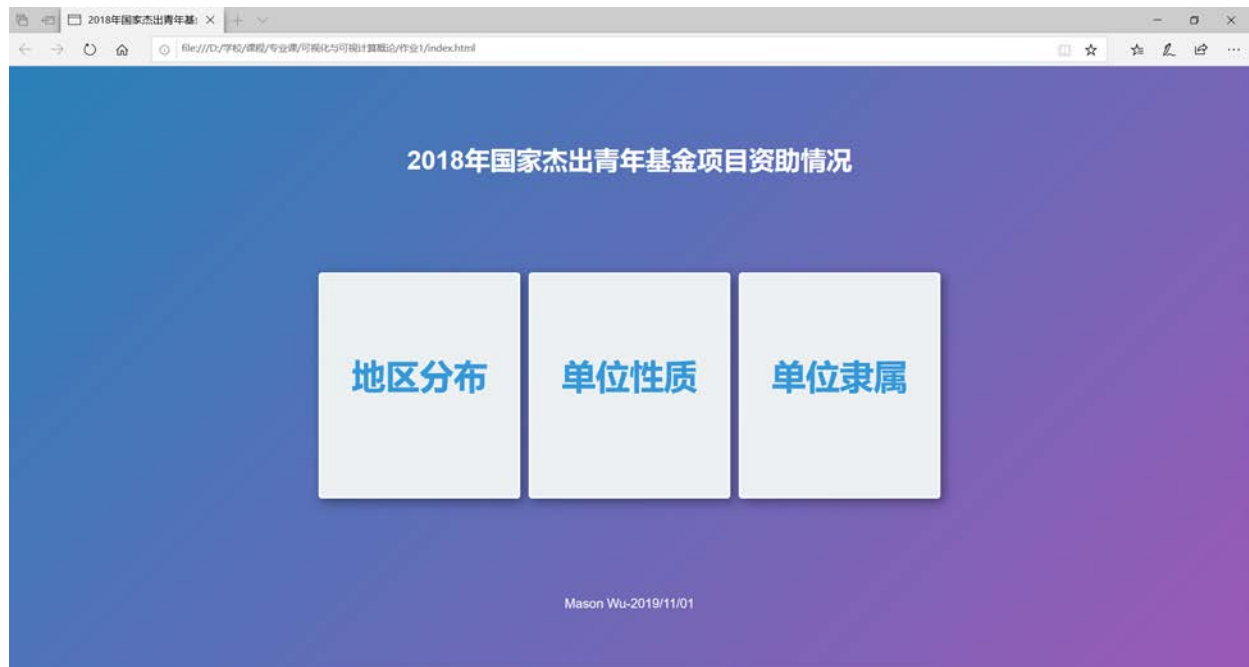 2018年国家杰出青年基:
file:///D:/学校/课程/专业课/可视化与可视计算概论/作业1/index.html
2018年国家杰出青年基金项目资助情况
地区分布 单位性质 单位隶属
Mason Wu-2019/11/01